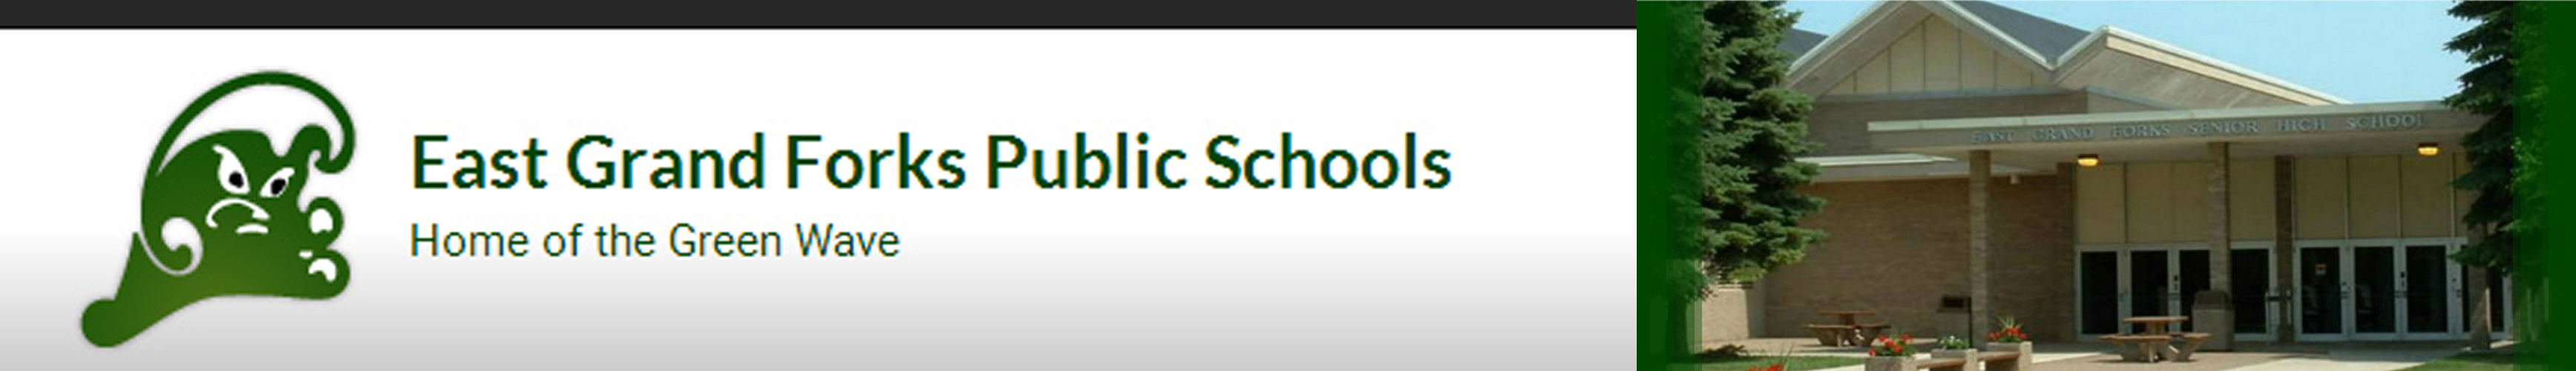 East Grand Forks Public Schools
Home of the Green Wave
EAST GRAND FORKS SENIOR HIGH SCHOOL